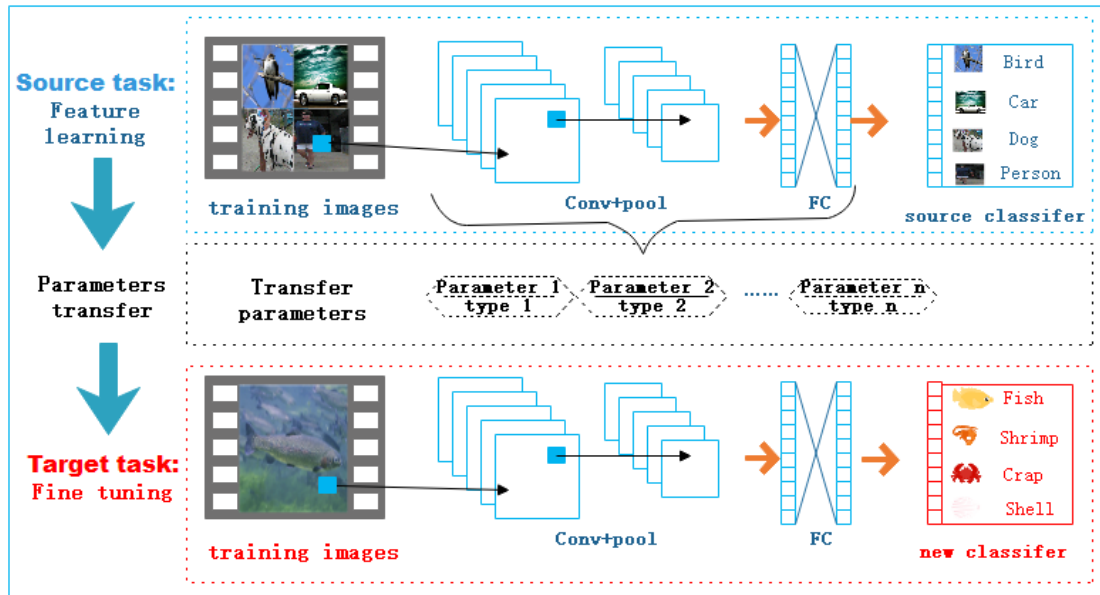 Source task:
Feature
learning
training images
Conv+pool
FC
Bird
Car
Dog
Person
source classifer
Parameters
transfer
Transfer
parameters
Parameter 1
type 1
Parameter 2
type 2
......
Parameter n
type n
Target task:
Fine tuning
training images
Conv+pool
FC
Fish
Shrimp
Crap
Shell
new classifer